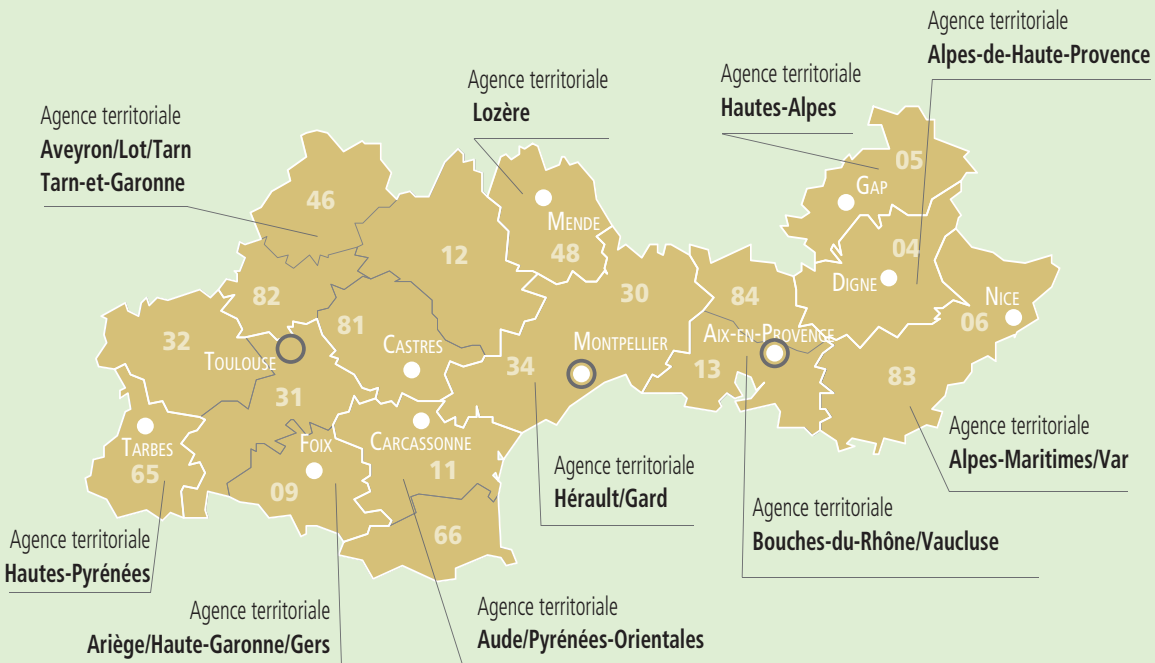 Agence territoriale
Alpes-de-Haute-Provence
Agence territoriale
Hautes-Alpes
Agence territoriale
Lozère
Agence territoriale
Aveyron/Lot/Tarn
Tarn-et-Garonne
05
GAP
46
MENDE
48
12
04
DIGNE
30
84
82
NICE
06
81
32
CASTRES
TOULOUSE
MONTPELLIER
AIX-EN-PROVENCE
34
13
83
31
TARBES
65
FOIX
09
CARCASSONNE
11
66
Agence territoriale
Alpes-Maritimes/Var
Agence territoriale
Hérault/Gard
Agence territoriale
Bouches-du-Rhône/Vaucluse
Agence territoriale
Hautes-Pyrénées
Agence territoriale
Ariège/Haute-Garonne/Gers
Agence territoriale
Aude/Pyrénées-Orientales